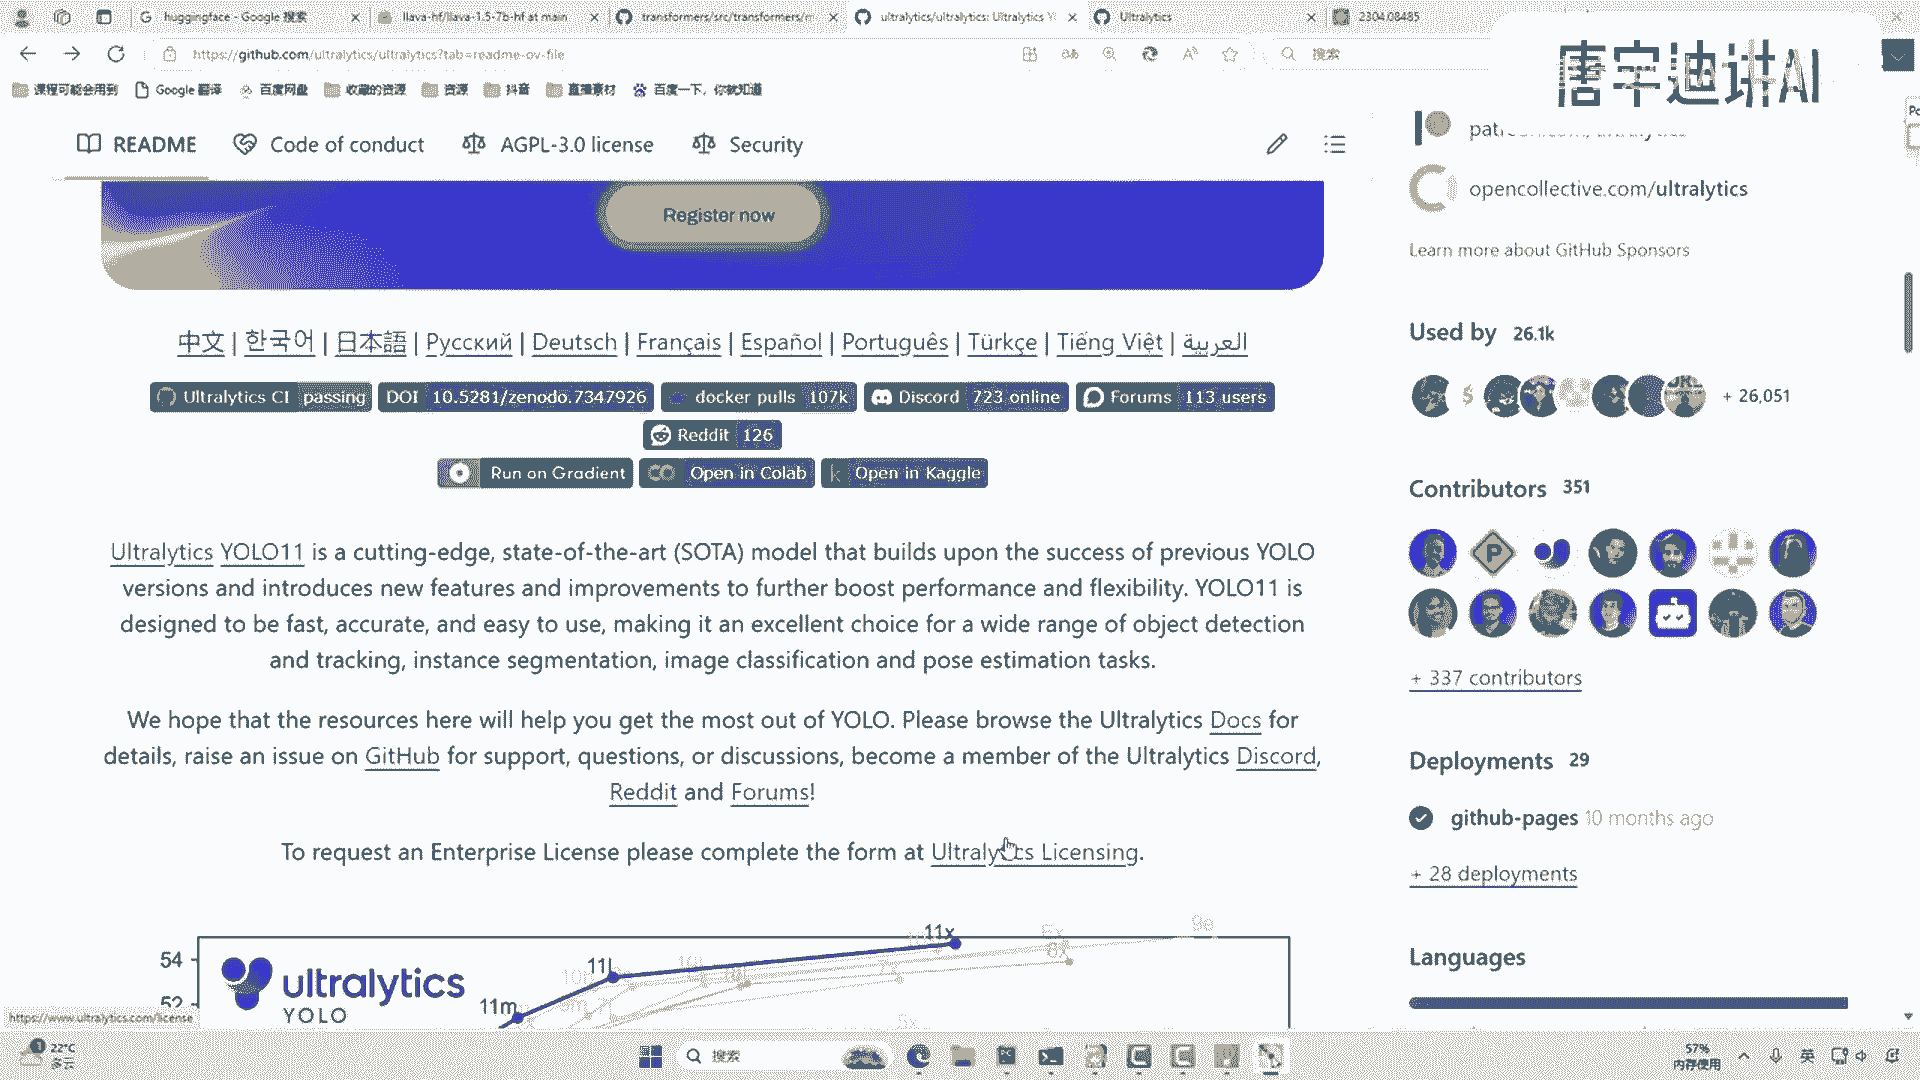 huggingface - Google 搜索
llava-hf/llava-1.5-7b-hf at main
transformers/src/transformers/m
ultralytics/ultralytics: Ultralytics Y
Ultralytics
2304.08485
https://github.com/ultralytics/ultralytics?tab=readme-ov-file
搜索
唐宇迪讲AI
课程可能会用到
Google 翻译
百度网盘
收藏的资源
资源
抖音
直播素材
百度一下，你就知道
README
Code of conduct
AGPL-3.0 license
Security
Register now
opencollective.com/ultralytics
Learn more about GitHub Sponsors
中文 | 한국어 | 日本語 | Русский | Deutsch | Français | Español | Português | Türkçe | Tiếng Việt | العربية
Ultralytics CI passing DOI 10.5281/zenodo.7347926 docker pulls 107k Discord 723 online Forums 113 users
Reddit 126
Run on Gradient Open in Colab Open in Kaggle
Used by 26.1k
+ 26,051
Contributors 351
+ 337 contributors
Ultralytics YOLO11 is a cutting-edge, state-of-the-art (SOTA) model that builds upon the success of previous YOLO
versions and introduces new features and improvements to further boost performance and flexibility. YOLO11 is
designed to be fast, accurate, and easy to use, making it an excellent choice for a wide range of object detection
and tracking, instance segmentation, image classification and pose estimation tasks.
We hope that the resources here will help you get the most out of YOLO. Please browse the Ultralytics Docs for
details, raise an issue on GitHub for support, questions, or discussions, become a member of the Ultralytics Discord,
Reddit and Forums!
To request an Enterprise License please complete the form at Ultralytics Licensing.
Deployments 29
github-pages 10 months ago
+ 28 deployments
Languages
54
52
ultralytics
YOLO
11m
11l
11x
9e
https://www.ultralytics.com/license
22°C
多云
搜索
57%
内存使用
英